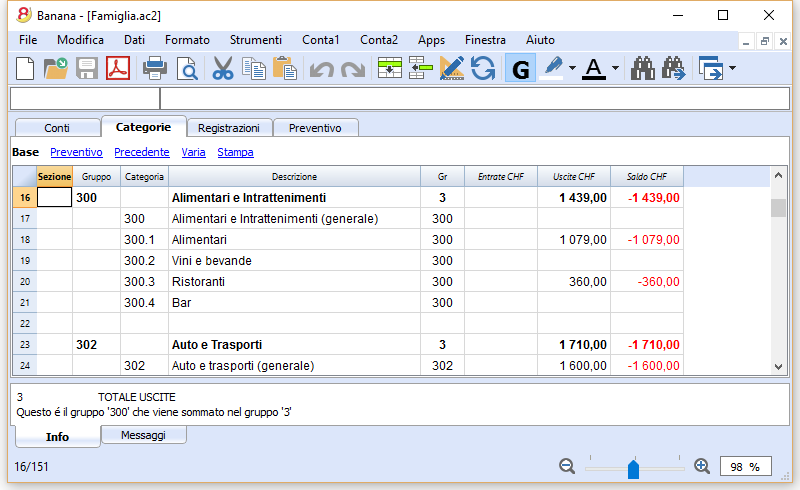 Banana - [Famiglia.ac2]
File Modifica Dati Formato Strumenti Conta1 Conta2 Apps Finestra Aiuto
G A
Conti Categorie Registrazioni Preventivo
Base Preventivo Precedente Varia Stampa
Sezione Gruppo Categoria Descrizione Gr Entrate CHF Uscite CHF Saldo CHF
16 300 Alimentari e Intrattenimenti 3 1 439,00 -1 439,00
17 300 Alimentari e Intrattenimenti (generale) 300
18 300.1 Alimentari 300 1 079,00 -1 079,00
19 300.2 Vini e bevande 300
20 300.3 Ristoranti 300 360,00 -360,00
21 300.4 Bar 300
22
23 302 Auto e Trasporti 3 1 710,00 -1 710,00
24 302 Auto e trasporti (generale) 302 1 600,00 -1 600,00
3 TOTALE USCITE
Questo é il gruppo '300' che viene sommato nel gruppo '3'
Info Messaggi
16/151 98 %